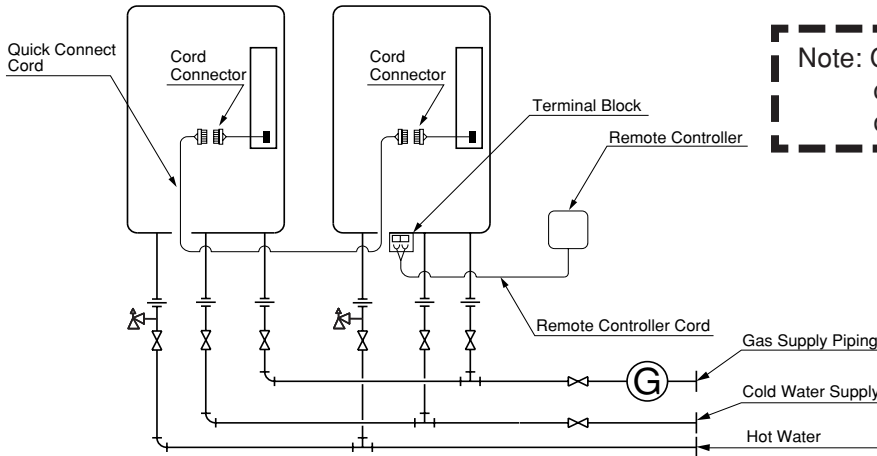 Quick Connect
Cord
Cord
Connector
Cord
Connector
Terminal Block
Remote Controller
Note:
Remote Controller Cord
Gas Supply Piping
G
Cold Water Supply
Hot Water